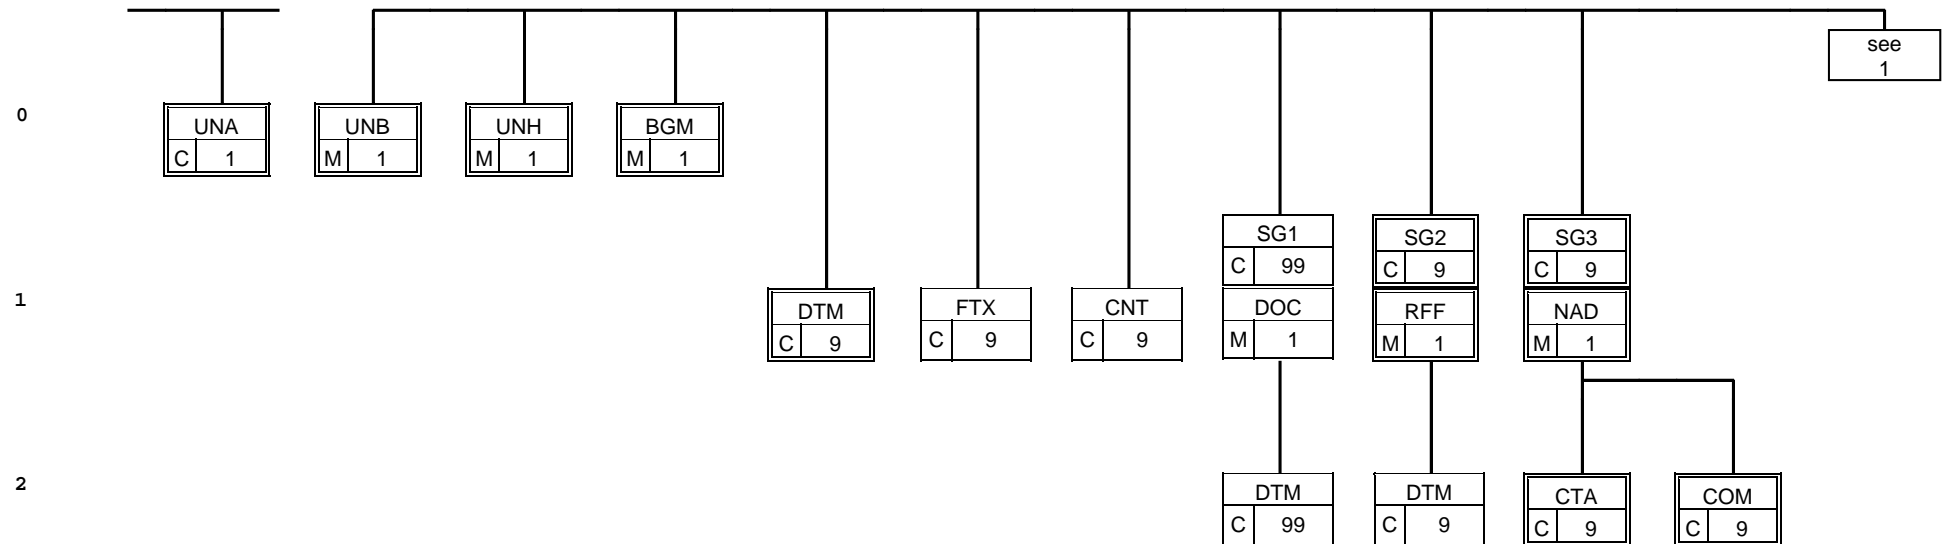 see
1
0
UNA
C 1
UNB
M 1
UNH
M 1
BGM
M 1
SG1
C 99
SG2
C 9
SG3
C 9
1
DTM
C 9
FTX
C 9
CNT
C 9
DOC
M 1
RFF
M 1
NAD
M 1
2
DTM
C 99
DTM
C 9
CTA
C 9
COM
C 9